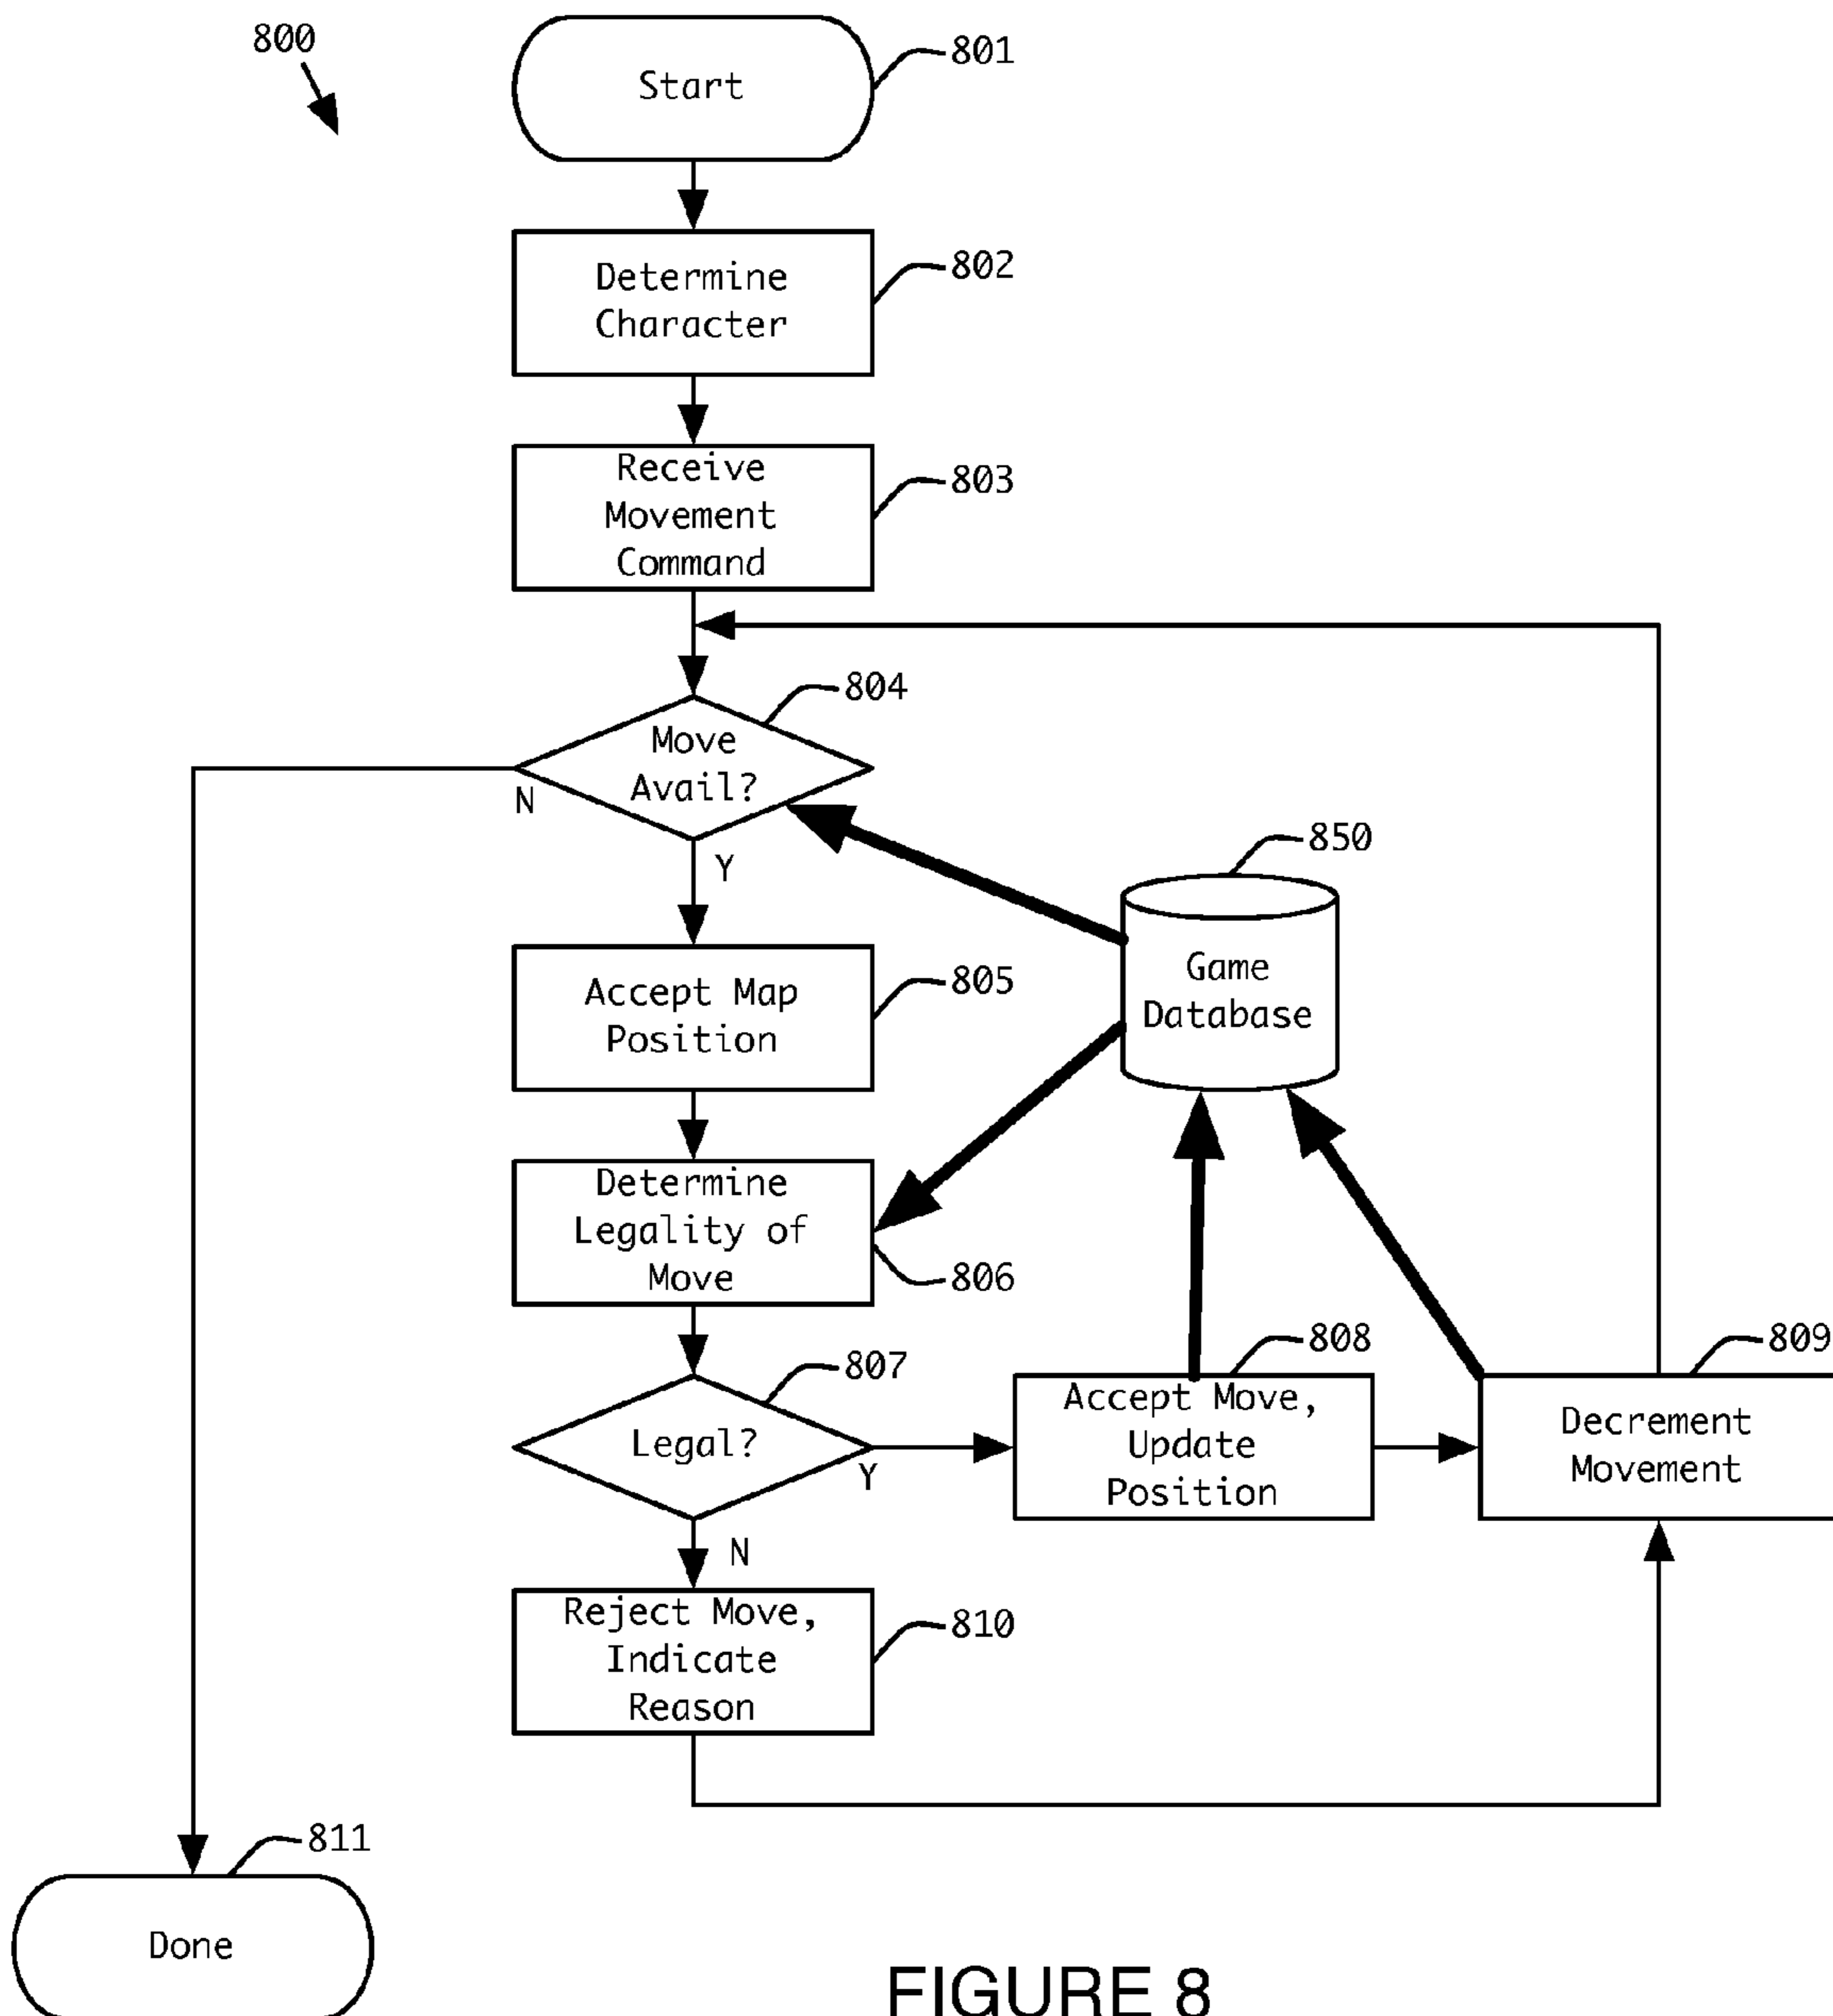 800
Start
801
Determine
Character
802
Receive
Movement
Command
803
804
Move
Avail?
N
Y
850
Game
Database
Accept Map
Position
805
Determine
Legality of
Move
806
807
Legal?
Y
N
808
Accept Move,
Update
Position
809
Decrement
Movement
Reject Move,
Indicate
Reason
810
811
Done
FIGURE 8